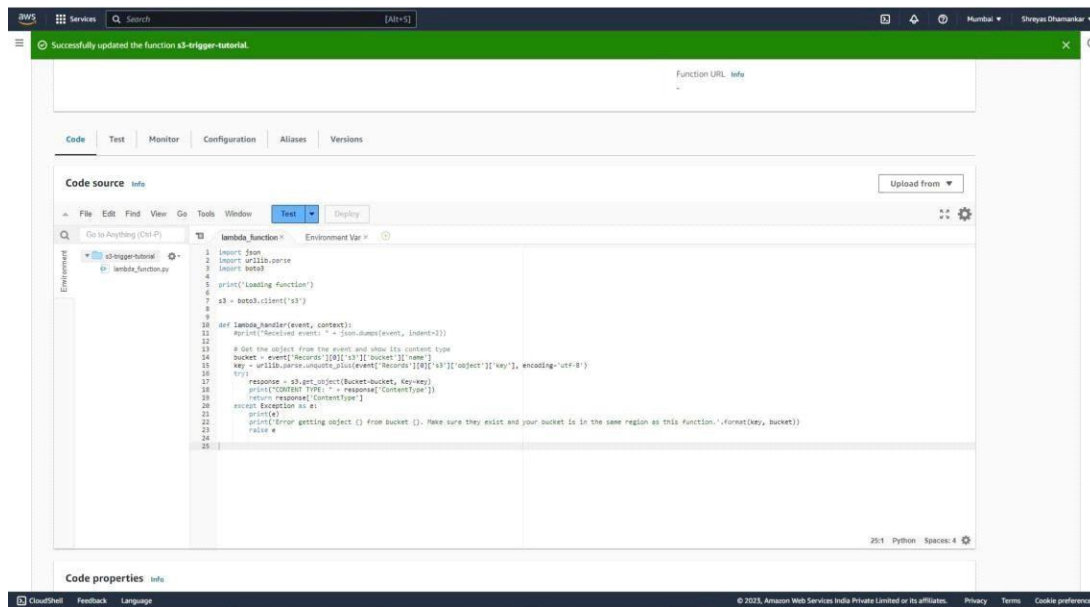 aws Services Search [Alt+S] Mumbai Shreyas Dhamankar
Successfully updated the function s3-trigger-tutorial.
Function URL Info
-
Code Test Monitor Configuration Aliases Versions
Code source Info Upload from
File Edit Find View Go Tools Window Test Deploy
Go to Anything (Ctrl-P) lambda_function × Environment Var ×
Environment
s3-trigger-tutorial
lambda_function.py
1 import json
2 import urllib.parse
3 import boto3
4
5 print('Loading function')
6
7 s3 = boto3.client('s3')
8
9
10 def lambda_handler(event, context):
11 #print("Received event: " + json.dumps(event, indent=2))
12
13 # Get the object from the event and show its content type
14 bucket = event['Records'][0]['s3']['bucket']['name']
15 key = urllib.parse.unquote_plus(event['Records'][0]['s3']['object']['key'], encoding='utf-8')
16 try:
17 response = s3.get_object(Bucket=bucket, Key=key)
18 print("CONTENT TYPE: " + response['ContentType'])
19 return response['ContentType']
20 except Exception as e:
21 print(e)
22 print('Error getting object {} from bucket {}. Make sure they exist and your bucket is in the same region as this function.'.format(key, bucket))
23 raise e
24
25
25:1 Python Spaces: 4
Code properties Info
CloudShell Feedback Language © 2023, Amazon Web Services India Private Limited or its affiliates. Privacy Terms Cookie preference